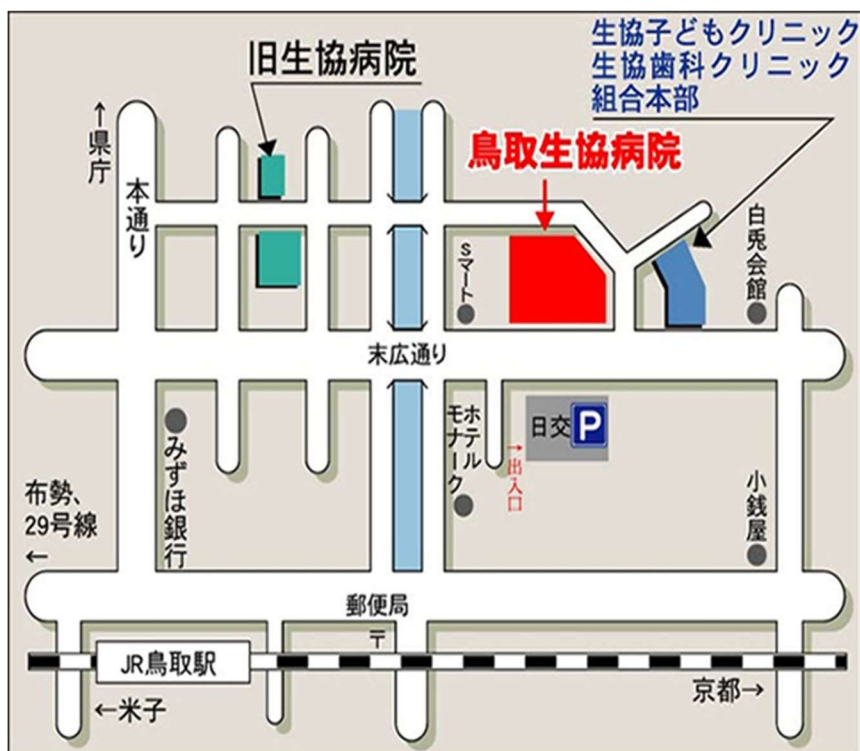 旧生協病院
生協子どもクリニック
生協歯科クリニック
組合本部
↑県庁
本通り
鳥取生協病院
Sマート
白兎会館
末広通り
みずほ銀行
ホテル
モナーク
→出入口
日交 P
小銭屋
布勢、
29号線
←
郵便局
〒
JR鳥取駅
←米子
京都→